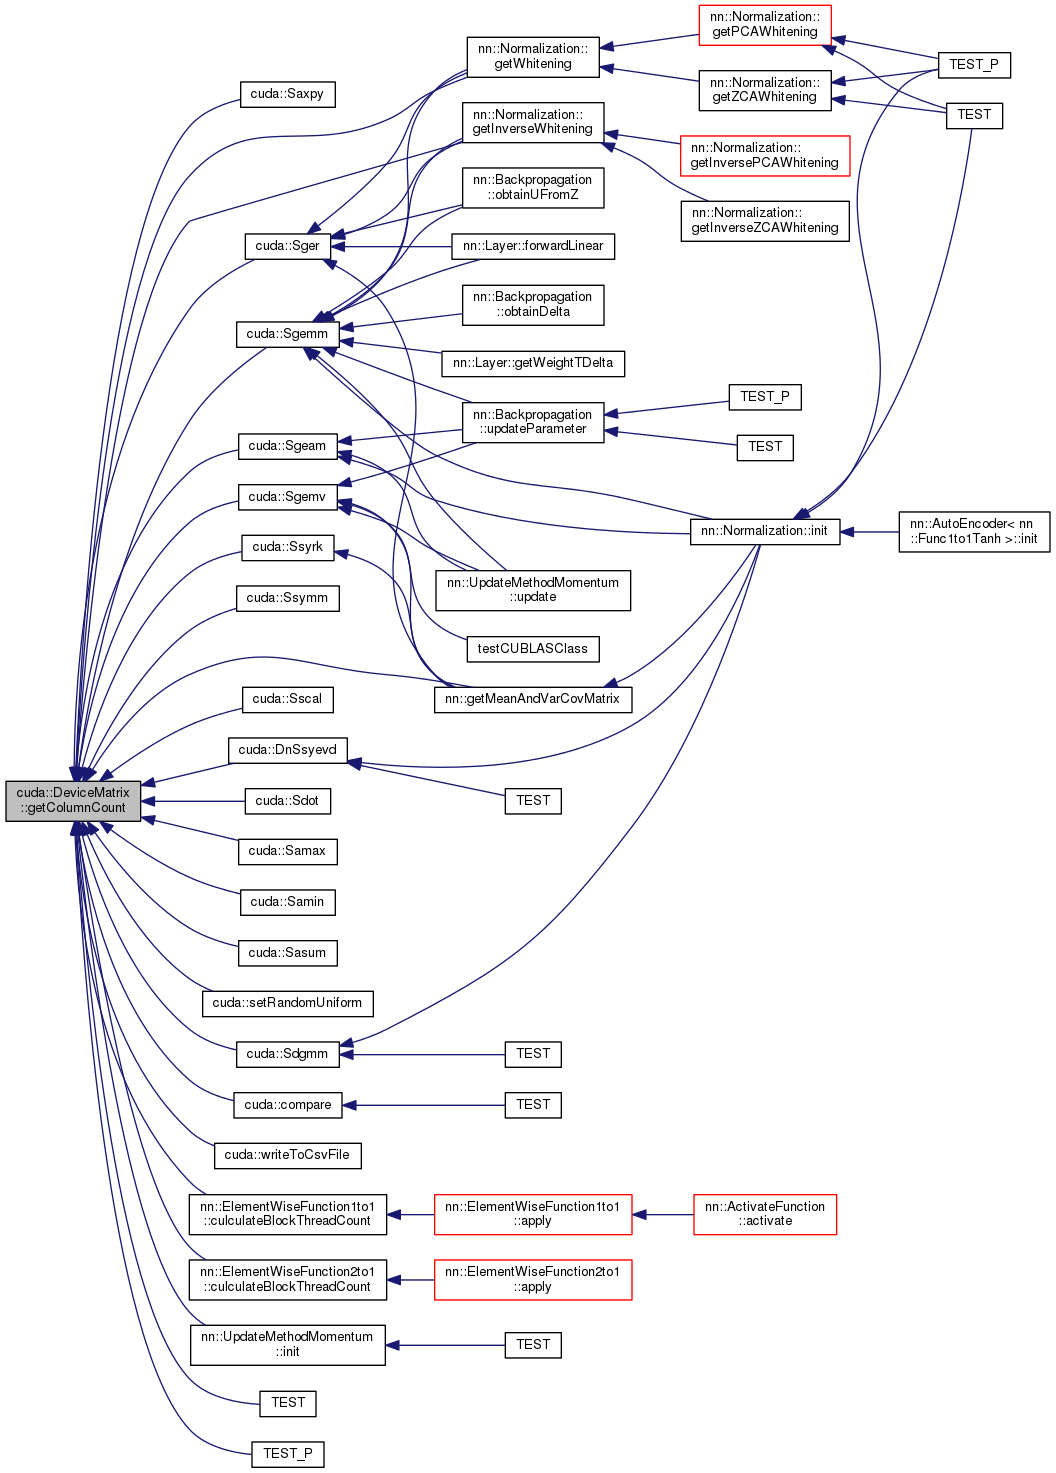 nn::Normalization::
getPCAWhitening
nn::Normalization::
getWhitening
TEST_P
nn::Normalization::
getZCAWhitening
cuda::Saxpy
TEST
nn::Normalization::
getInverseWhitening
nn::Normalization::
getInversePCAWhitening
nn::Backpropagation
::obtainUFromZ
nn::Normalization::
getInverseZCAWhitening
cuda::Sger
nn::Layer::forwardLinear
nn::Backpropagation
::obtainDelta
cuda::Sgemm
nn::Layer::getWeightTDelta
TEST_P
nn::Backpropagation
::updateParameter
cuda::Sgeam
TEST
cuda::Sgemv
nn::Normalization::init
nn::AutoEncoder< nn
::Func1to1Tanh >::init
cuda::Ssyrk
nn::UpdateMethodMomentum
::update
cuda::Ssymm
testCUBLASClass
cuda::Sscal
nn::getMeanAndVarCovMatrix
cuda::DnSsyevd
cuda::DeviceMatrix
::getColumnCount
cuda::Sdot
TEST
cuda::Samax
cuda::Samin
cuda::Sasum
cuda::setRandomUniform
cuda::Sdgmm
TEST
cuda::compare
TEST
cuda::writeToCsvFile
nn::ElementWiseFunction1to1
::culculateBlockThreadCount
nn::ElementWiseFunction1to1
::apply
nn::ActivateFunction
::activate
nn::ElementWiseFunction2to1
::culculateBlockThreadCount
nn::ElementWiseFunction2to1
::apply
nn::UpdateMethodMomentum
::init
TEST
TEST
TEST_P